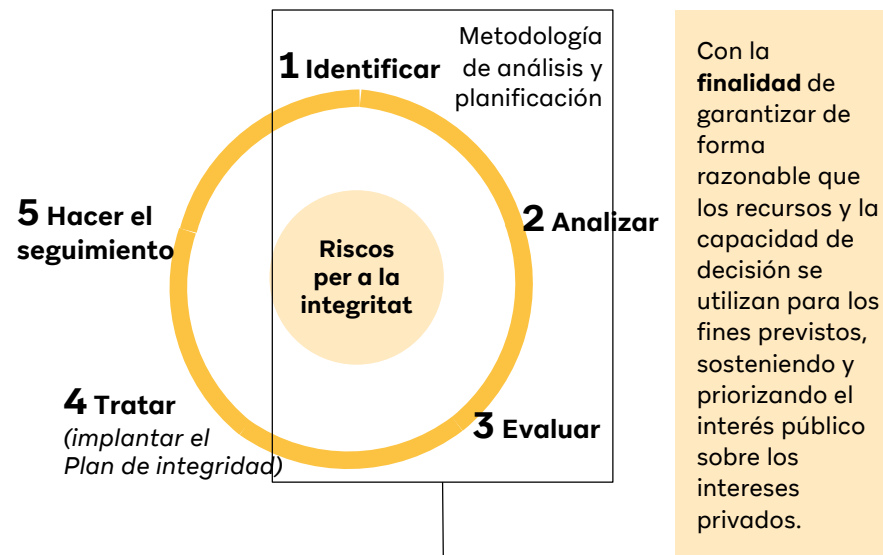 Metodología
de análisis y
planificación
1 Identificar
2 Analizar
3 Evaluar
4 Tratar
(implantar el
Plan de integridad)
5 Hacer el
seguimiento
Riscos
per a la
integritat
Con la
finalidad de
garantizar de
forma
razonable que
los recursos y la
capacidad de
decisión se
utilizan para los
fines previstos,
sosteniendo y
priorizando el
interés público
sobre los
intereses
privados.